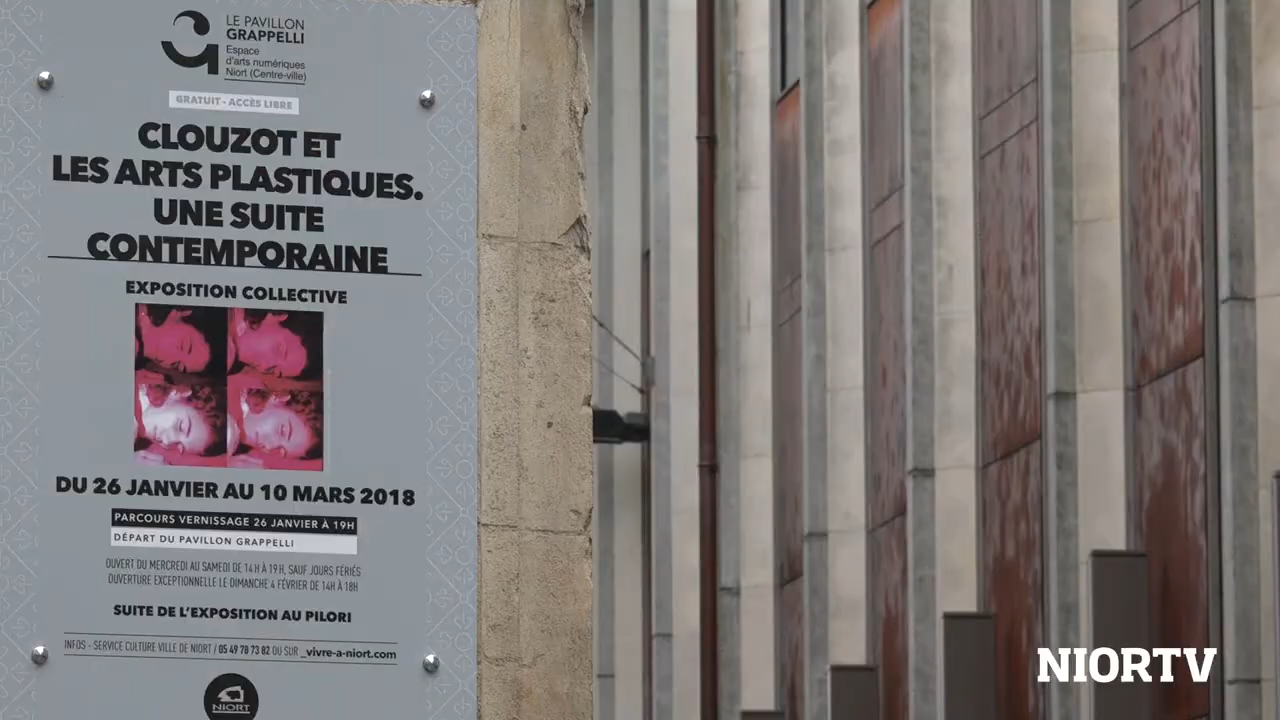 LE PAVILLON
GRAPPELLI
Espace
d'arts numériques
Niort (Centre-ville)
GRATUIT - ACCÈS LIBRE
CLOUZOT ET
LES ARTS PLASTIQUES.
UNE SUITE
CONTEMPORAINE
EXPOSITION COLLECTIVE
DU 26 JANVIER AU 10 MARS 2018
PARCOURS VERNISSAGE 26 JANVIER À 19H
DÉPART DU PAVILLON GRAPPELLI
OUVERT DU MERCREDI AU SAMEDI DE 14 H À 19 H, SAUF JOURS FÉRIÉS
OUVERTURE EXCEPTIONNELLE LE DIMANCHE 4 FÉVRIER DE 14H À 18H
SUITE DE L'EXPOSITION AU PILORI
INFOS - SERVICE CULTURE VILLE DE NIORT / 05 49 78 73 82 OU SUR _vivre-a-niort.com
NIORT
NIORTV